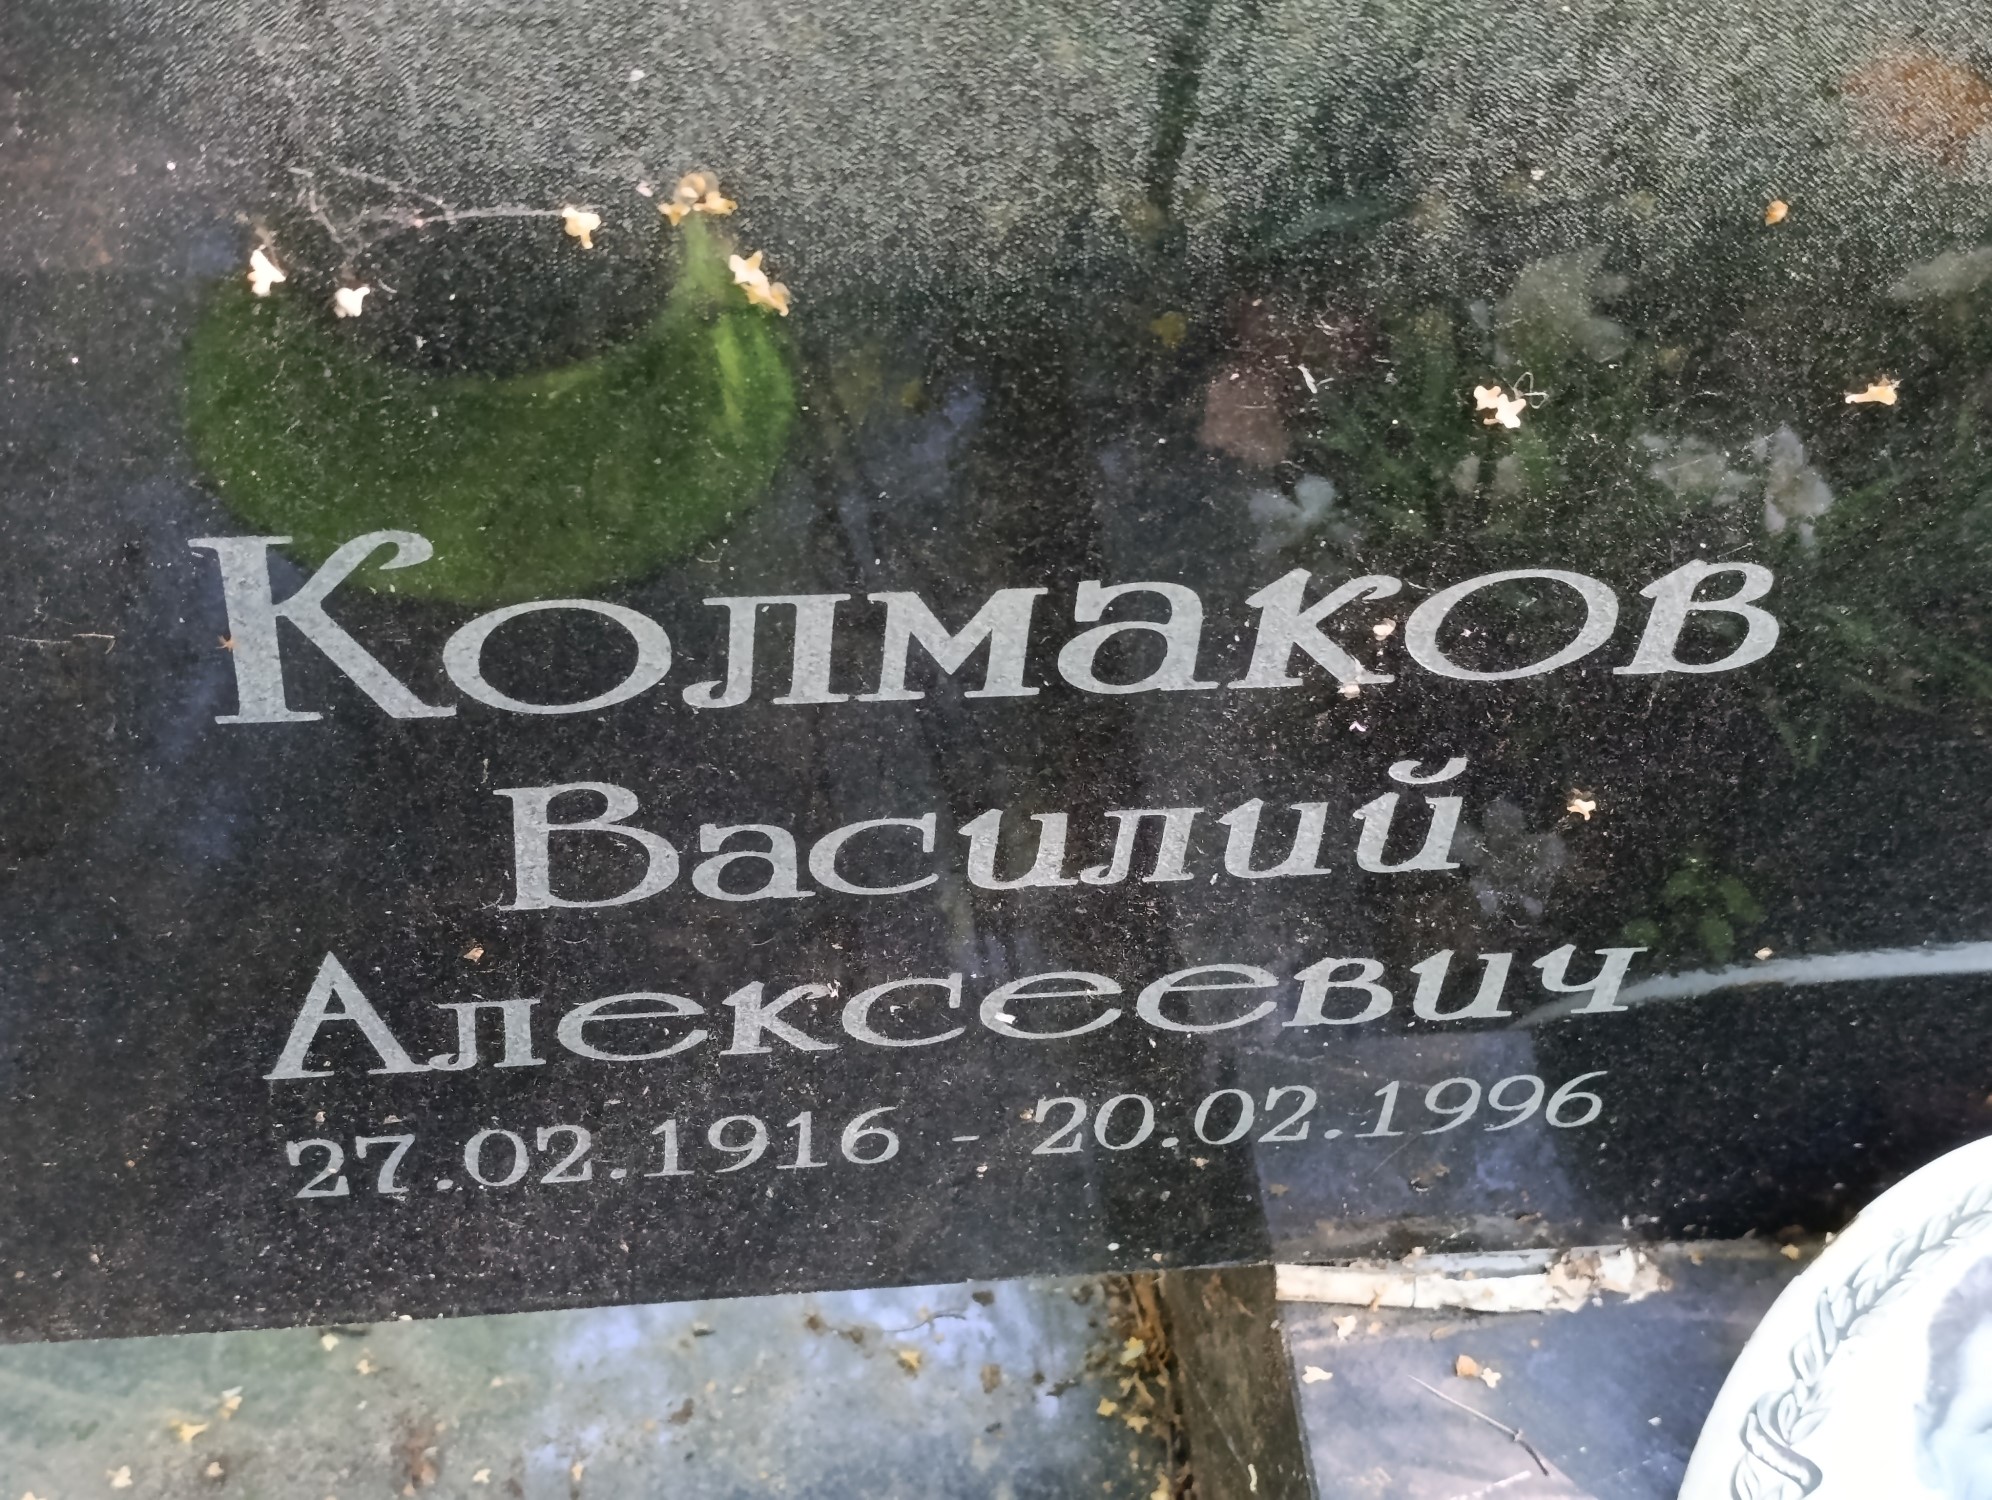 Колмаков
Василий
Алексеевич
27.02.1916 - 20.02.1996